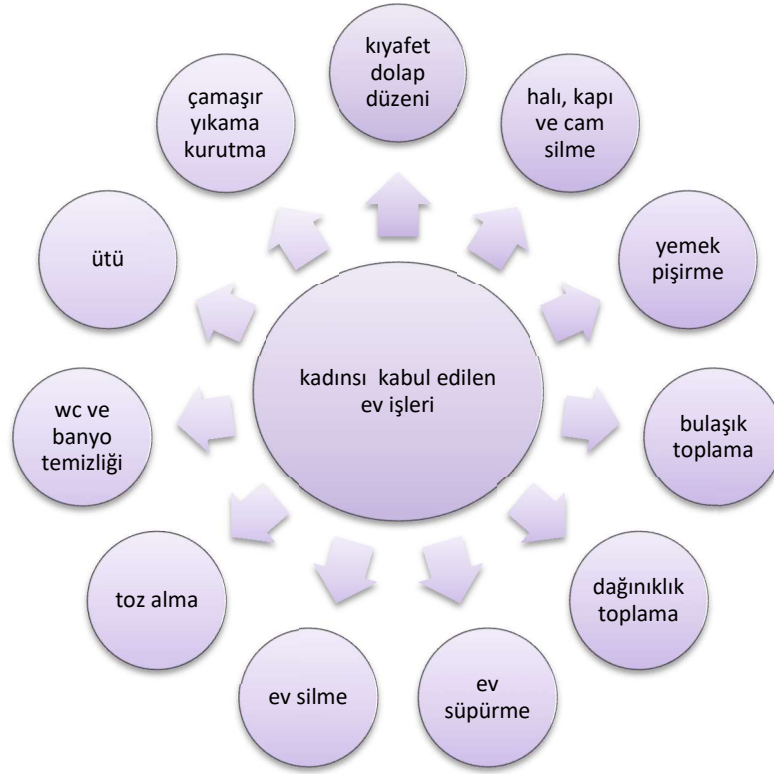 kıyafet
dolap
düzeni
halı, kapı
ve cam
silme
yemek
pişirme
bulaşık
toplama
dağınıklık
toplama
ev
süpürme
ev silme
toz alma
wc ve
banyo
temizliği
ütü
çamaşır
yıkama
kurutma
kadınsı kabul edilen
ev işleri